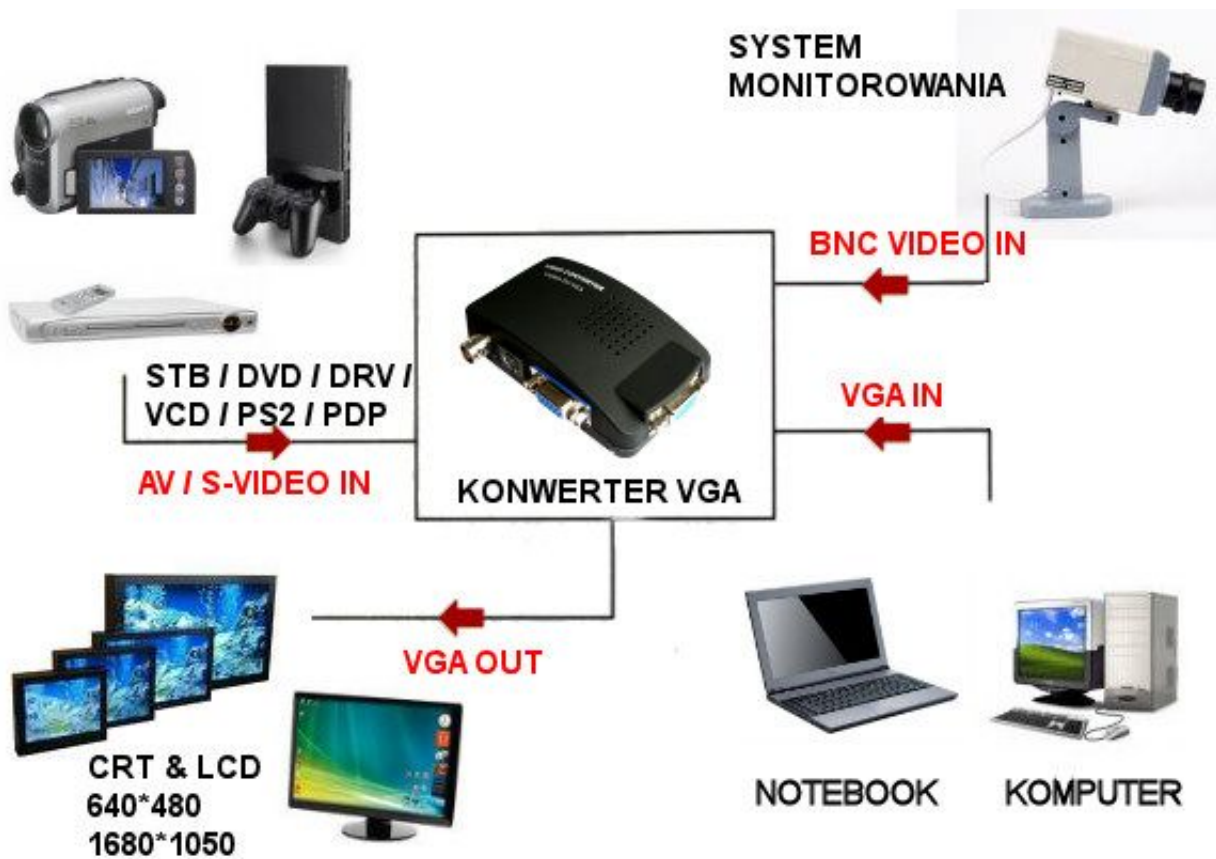 SYSTEM
MONITOROWANIA
BNC VIDEO IN
STB / DVD / DRV /
VCD / PS2 / PDP
AV / S-VIDEO IN
VGA IN
KONWERTER VGA
VGA OUT
CRT & LCD
640*480
1680*1050
NOTEBOOK
KOMPUTER